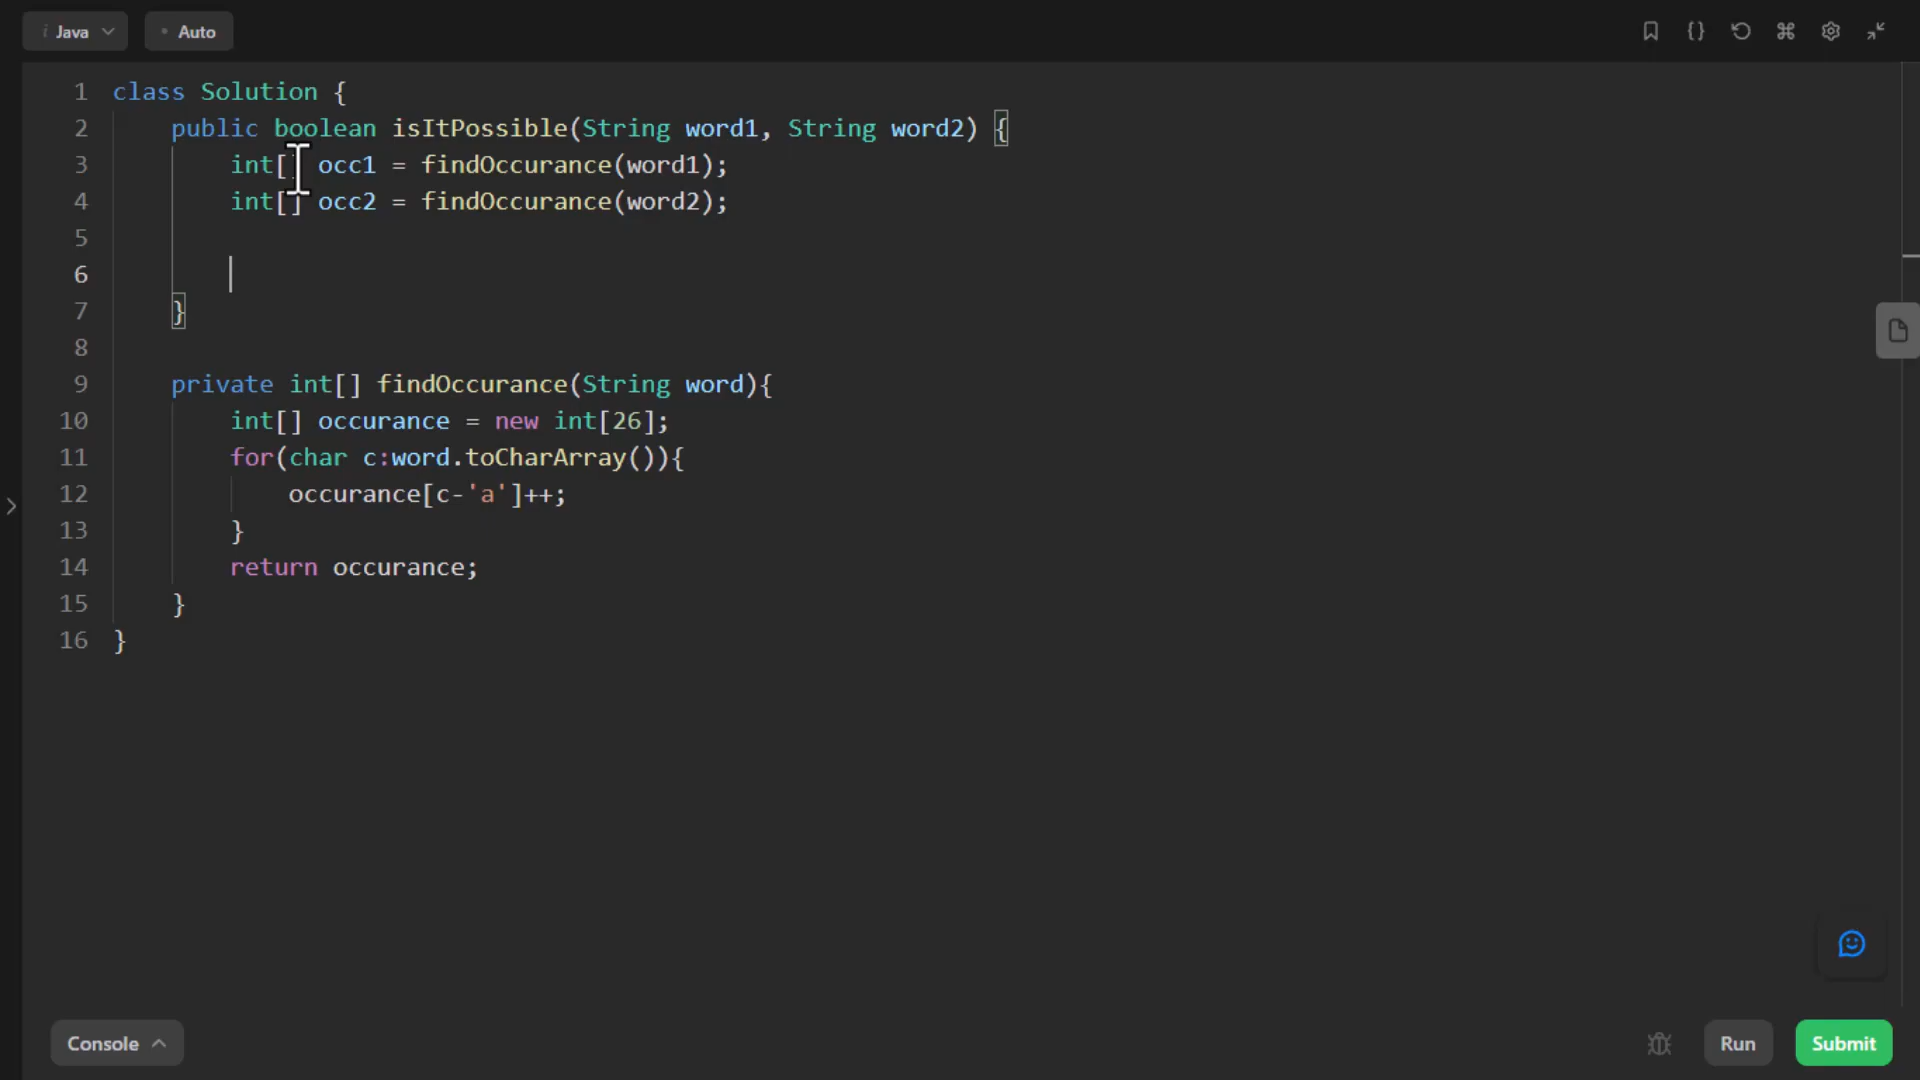 Java
Auto
1 class Solution {
2 public boolean isItPossible(String word1, String word2) {
3 int[] occ1 = findOccurance(word1);
4 int[] occ2 = findOccurance(word2);
5
6
7 }
8
9 private int[] findOccurance(String word){
10 int[] occurance = new int[26];
11 for(char c:word.toCharArray()){
12 occurance[c-'a']++;
13 }
14 return occurance;
15 }
16 }
Console
Run
Submit